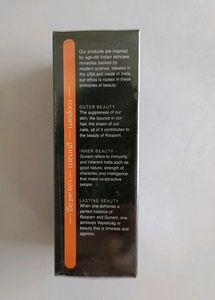 Our products are inspired
by age-old Indian skincare
remedies backed by
modern science. Ideated in
the USA and made in India,
our ethos is rooted in these
principles of beauty:
OUTER BEAUTY
The suppleness of our
skin, the bounce in our
hair, the sheen of our
nails, all of it contributes
to the beauty of Roopam.
INNER BEAUTY
Gunam refers to immunity
and inherent traits such as
good nature, strength of
character, and intelligence
that make us attractive
people.
LASTING BEAUTY
When one achieves a
perfect balance of
Roopam and Gunam, one
achieves Vayastyag or
beauty that is timeless and
ageless.
roopam
gunam
vayastyag